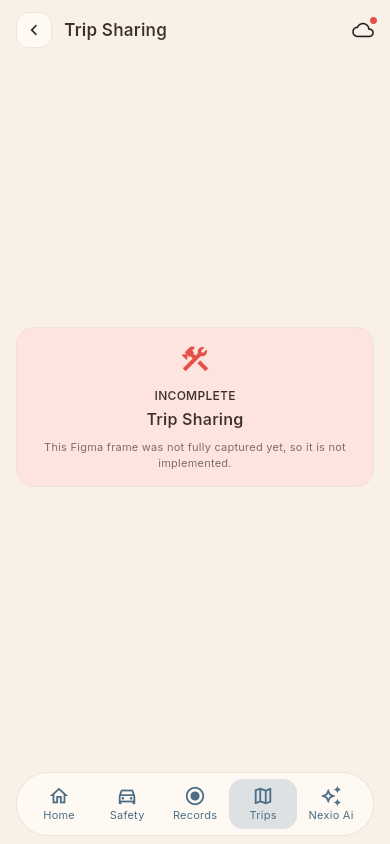 Trip Sharing
INCOMPLETE
Trip Sharing
This Figma frame was not fully captured yet, so it is not
implemented.
Home
Safety
Records
Trips
Nexio Ai